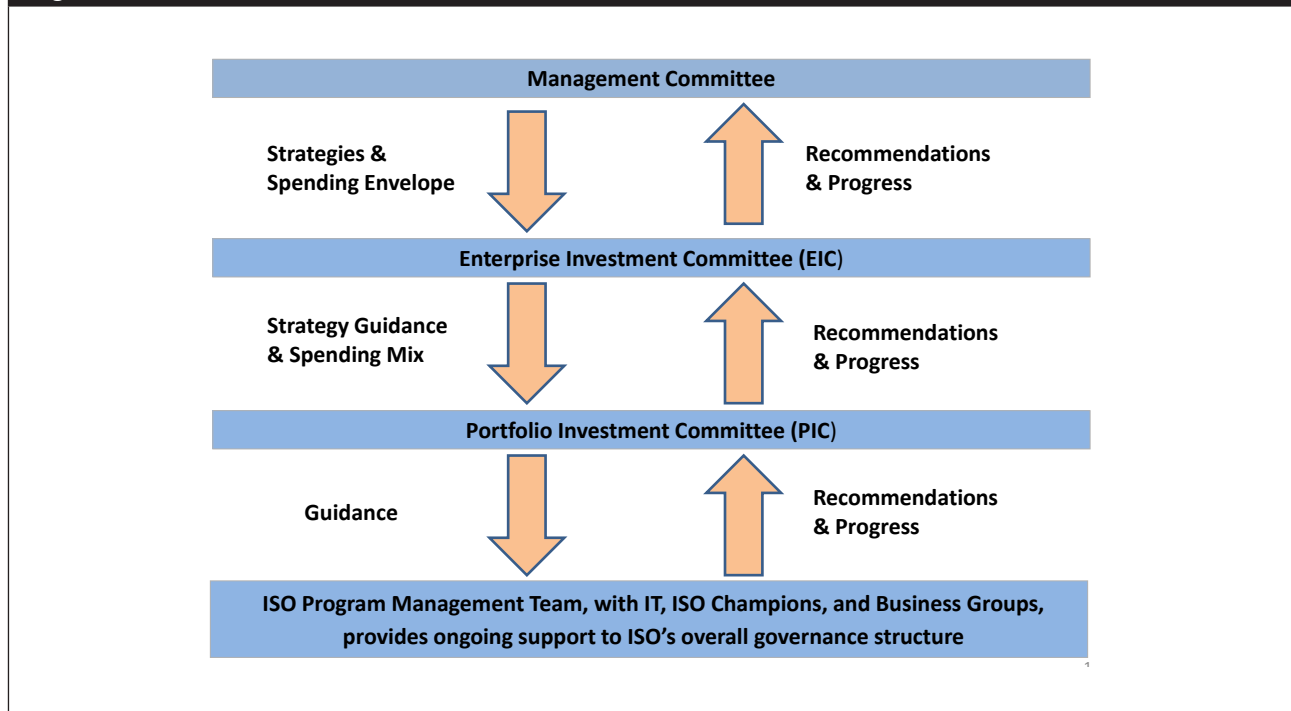 Management Committee
Strategies &
Spending Envelope
Recommendations
& Progress
Enterprise Investment Committee (EIC)
Strategy Guidance
& Spending Mix
Recommendations
& Progress
Portfolio Investment Committee (PIC)
Guidance
Recommendations
& Progress
ISO Program Management Team, with IT, ISO Champions, and Business Groups,
provides ongoing support to ISO’s overall governance structure
1